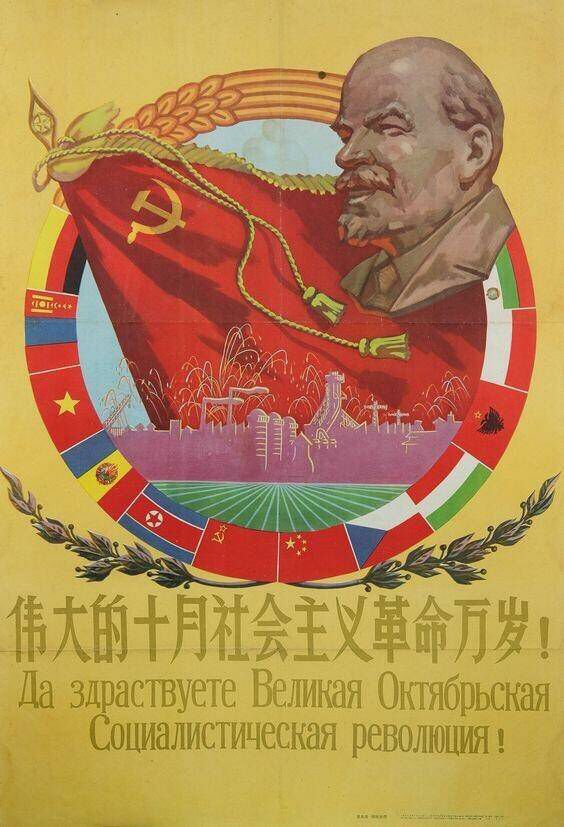 伟大的十月社会主义革命万岁!
Да здраствуете Великая Октябрьская
Социалистическая революция!